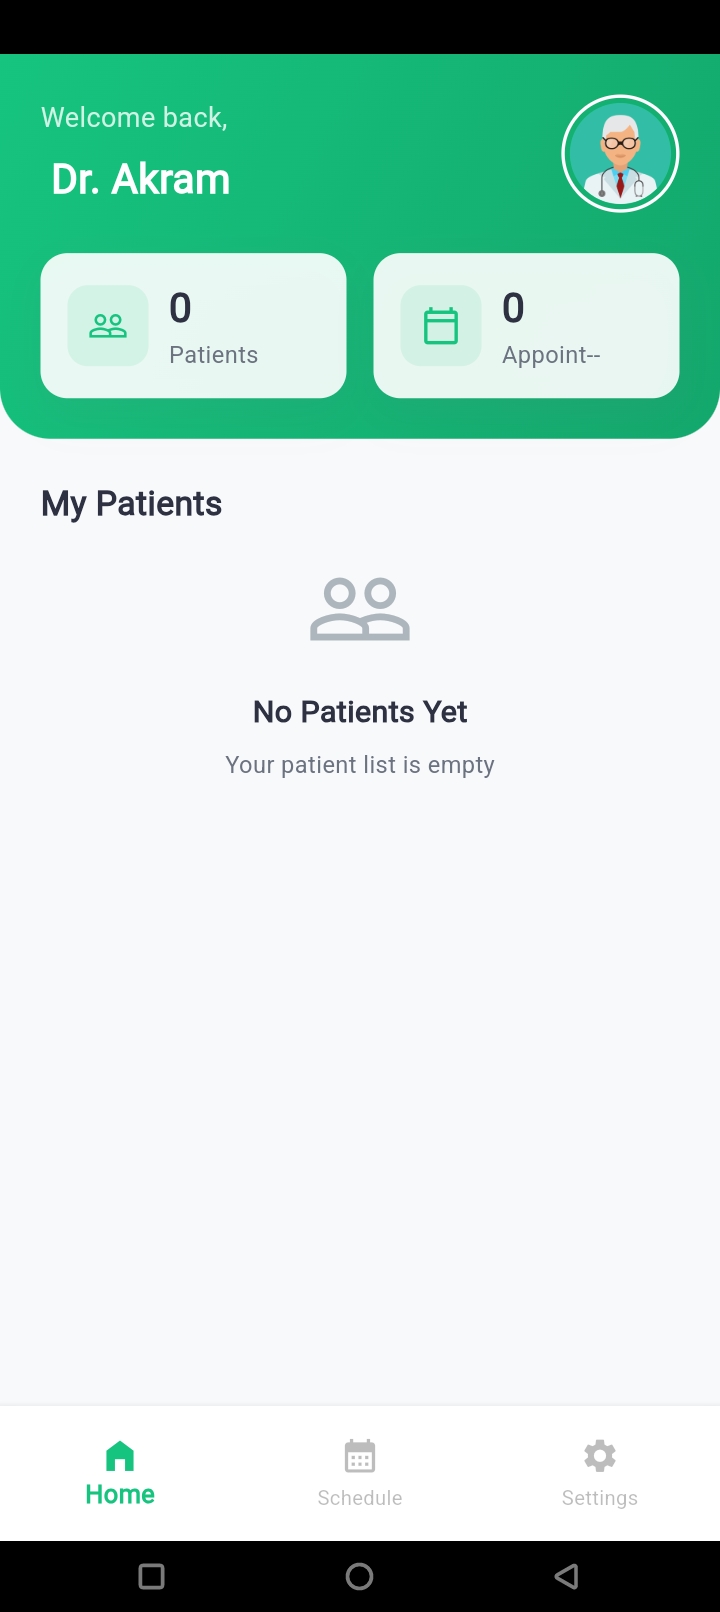 Welcome back,
Dr. Akram
0
Patients
0
Appoint--
My Patients
No Patients Yet
Your patient list is empty
Home
Schedule
Settings